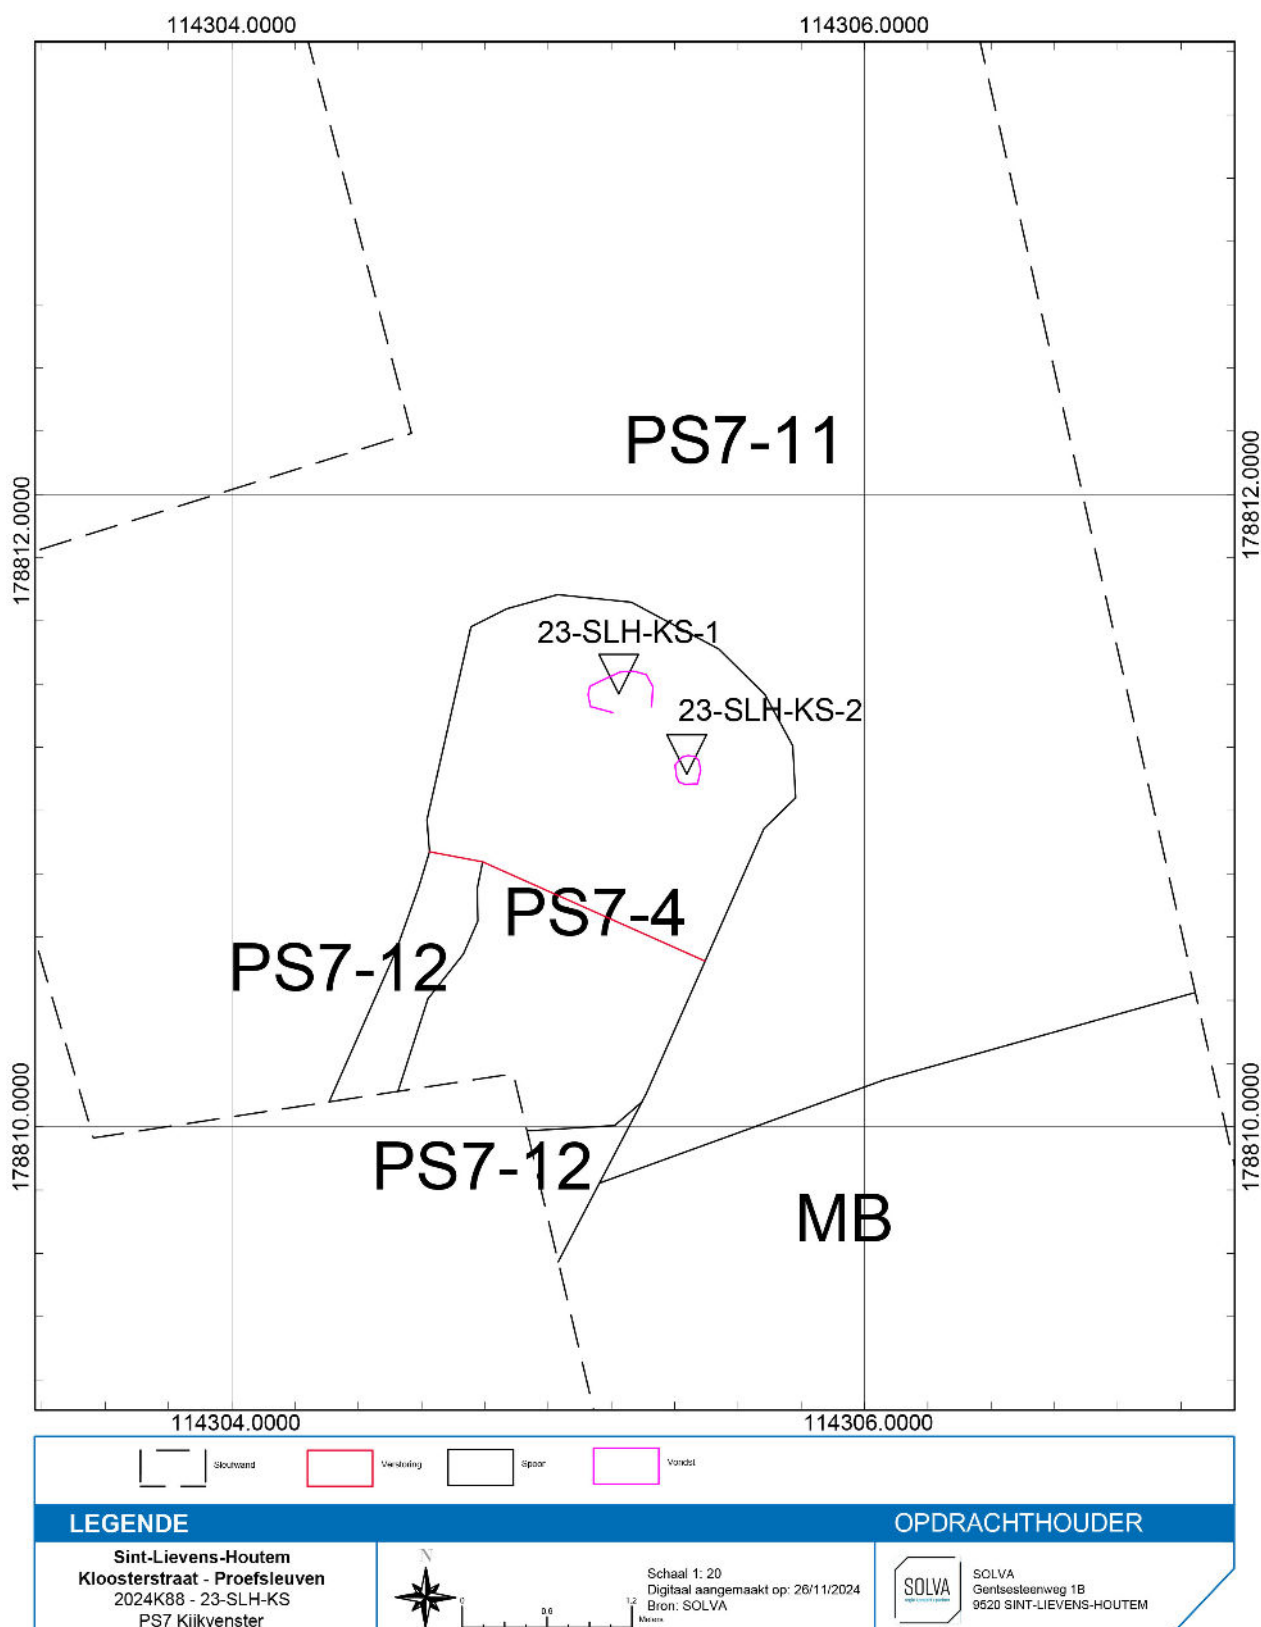 114304.0000
114306.0000
PS7-11
178812.0000
178812.0000
23-SLH-KS-1
23-SLH-KS-2
PS7-4
PS7-12
178810.0000
178810.0000
PS7-12
MB
114304.0000
114306.0000
Sleufwand
Verstoring
Spoor
Vondst
LEGENDE
OPDRACHTHOUDER
Sint-Lievens-Houtem
Kloosterstraat - Proefsleuven
2024K88 - 23-SLH-KS
PS7 Kijkvenster
N
0
0.6
1.2
Meters
Schaal 1: 20
Digitaal aangemaakt op: 26/11/2024
Bron: SOLVA
SOLVA
SOLVA
Gentsesteenweg 1B
9520 SINT-LIEVENS-HOUTEM